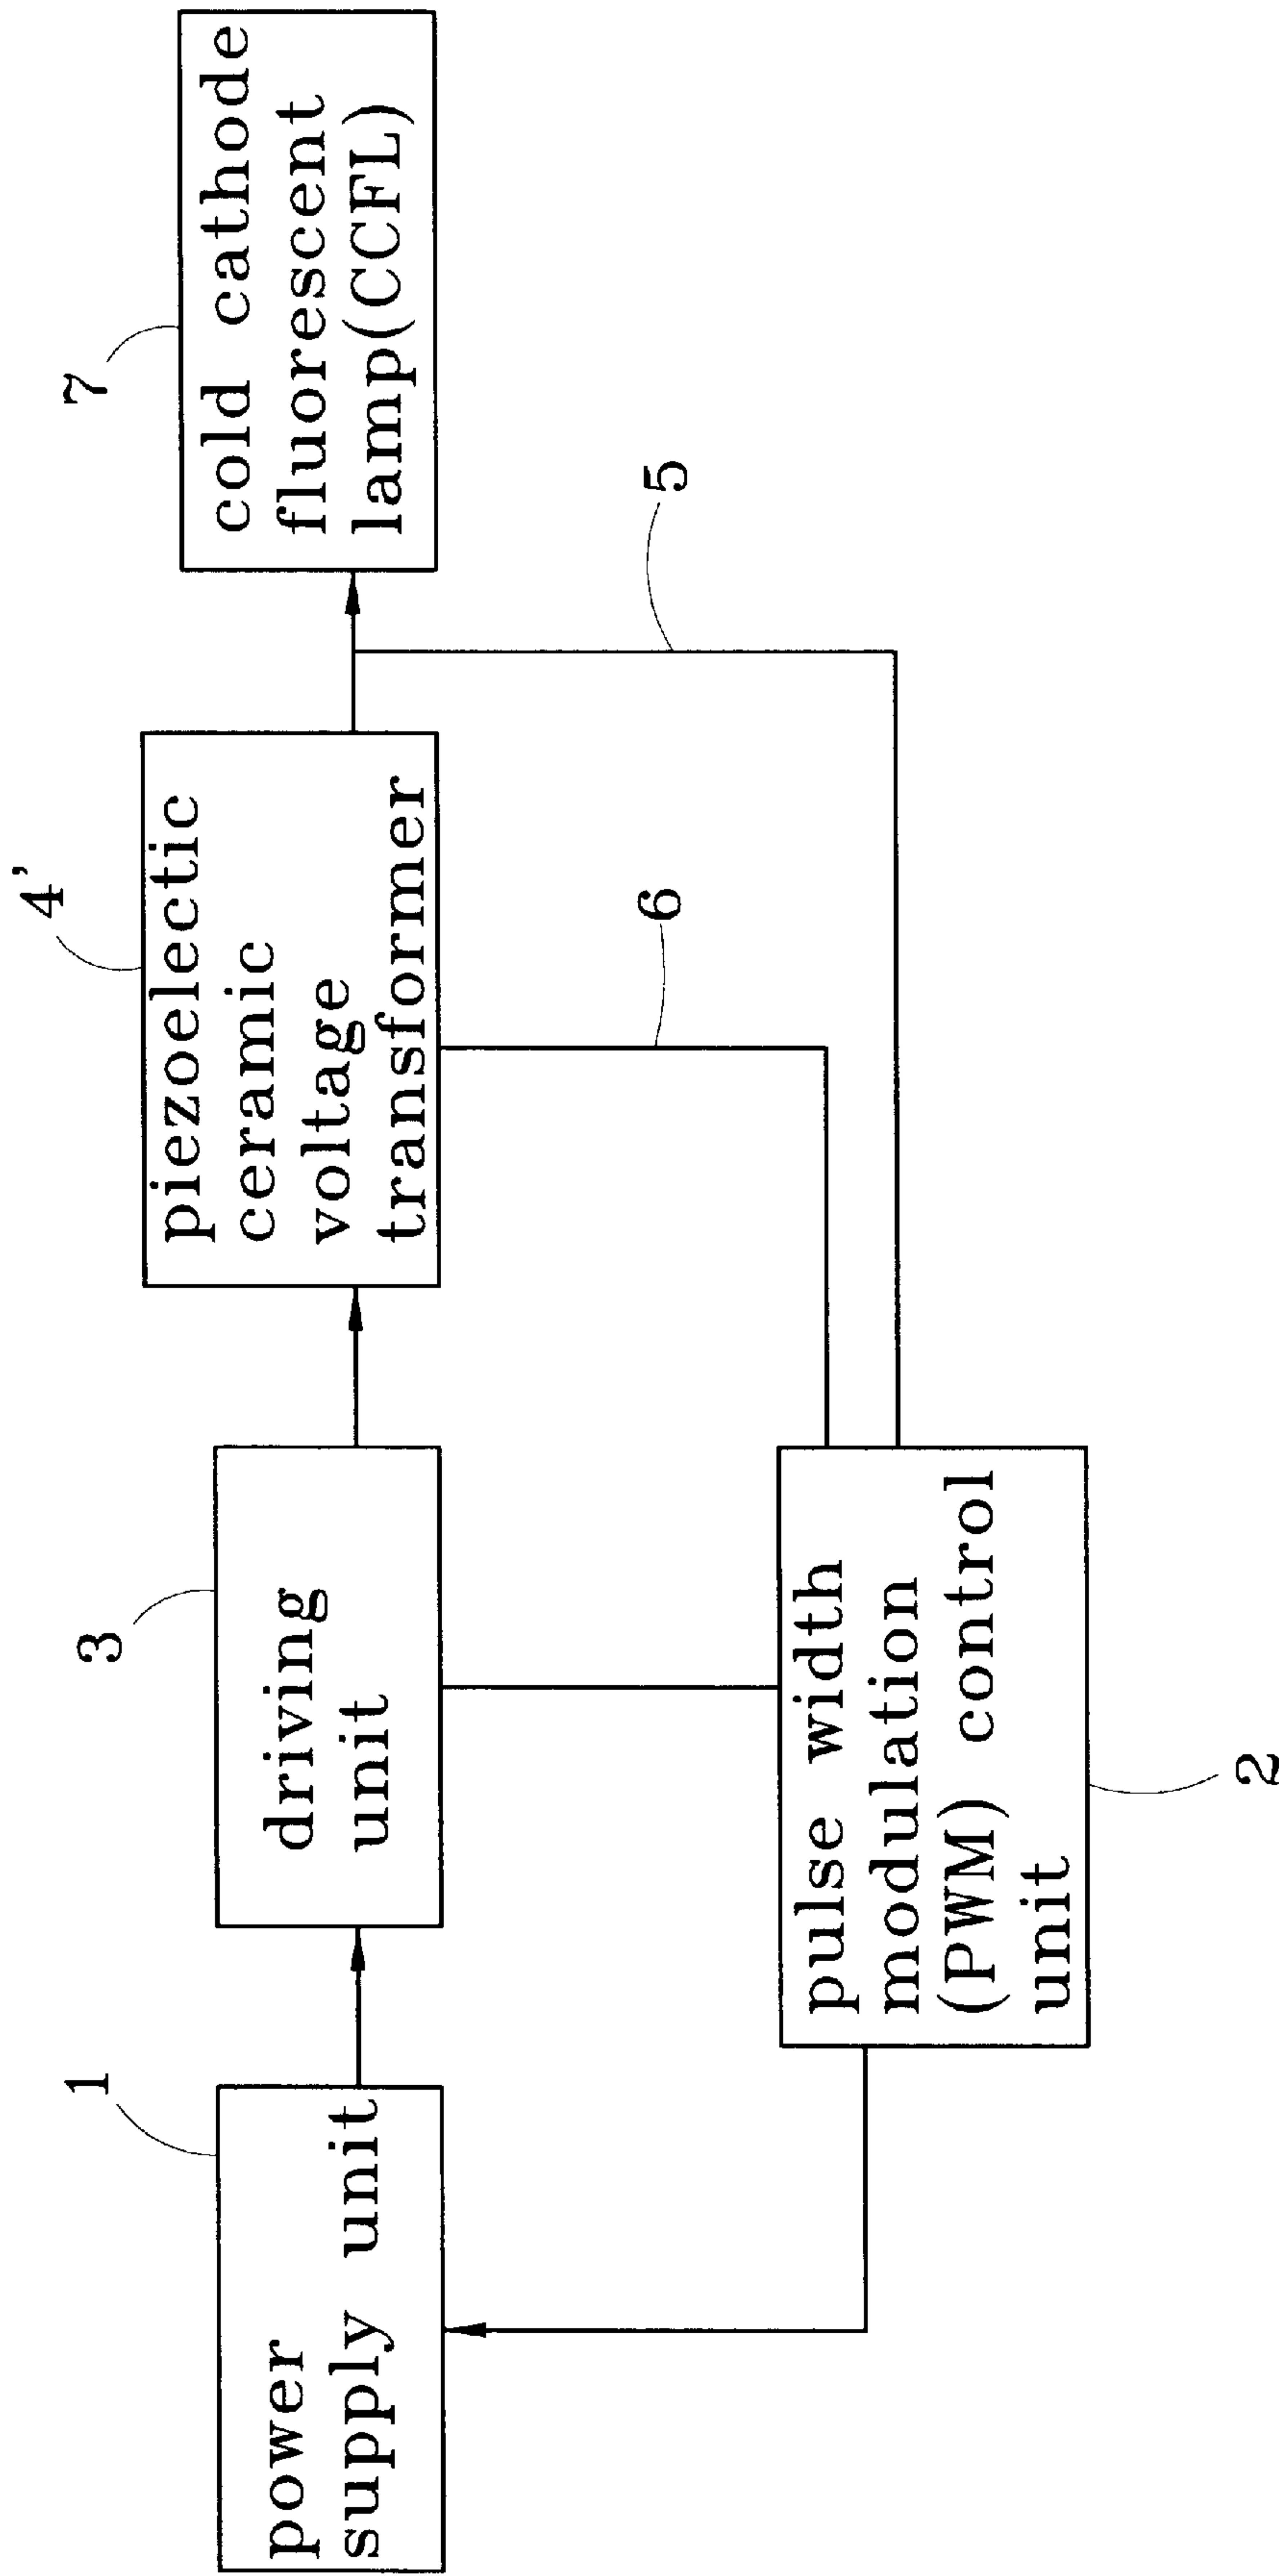 1
power
supply unit
3
driving
unit
4'
piezoelectic
ceramic
voltage
transformer
7
cold cathode
fluorescent
lamp(CCFL)
6
5
pulse width
modulation
(PWM) control
unit
2